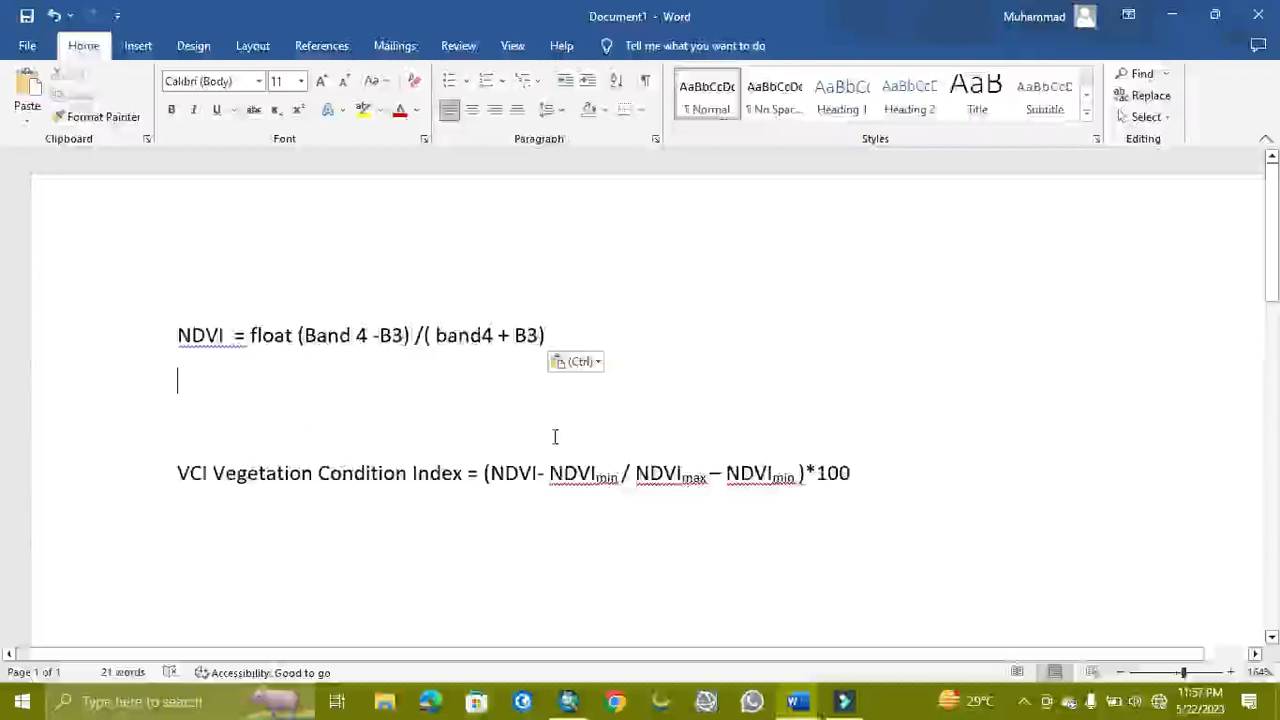 Document1 - Word
Muhammad
File Home Insert Design Layout References Mailings Review View Help Tell me what you want to do
Calibri (Body) 11
Paste
Format Painter
AaBbCcDc AaBbCcDc AaBbC AaBbCcC AaB AaBbCcD
¶ Normal ¶ No Spac... Heading 1 Heading 2 Title Subtitle
Find
Replace
Select
Clipboard Font Paragraph Styles Editing
NDVI = float (Band 4 -B3) /( band4 + B3)
(Ctrl)
VCI Vegetation Condition Index = (NDVI- NDVImin / NDVImax – NDVImin )*100
Page 1 of 1 21 words Accessibility: Good to go 164%
Type here to search
29°C
11:57 PM
5/22/2023